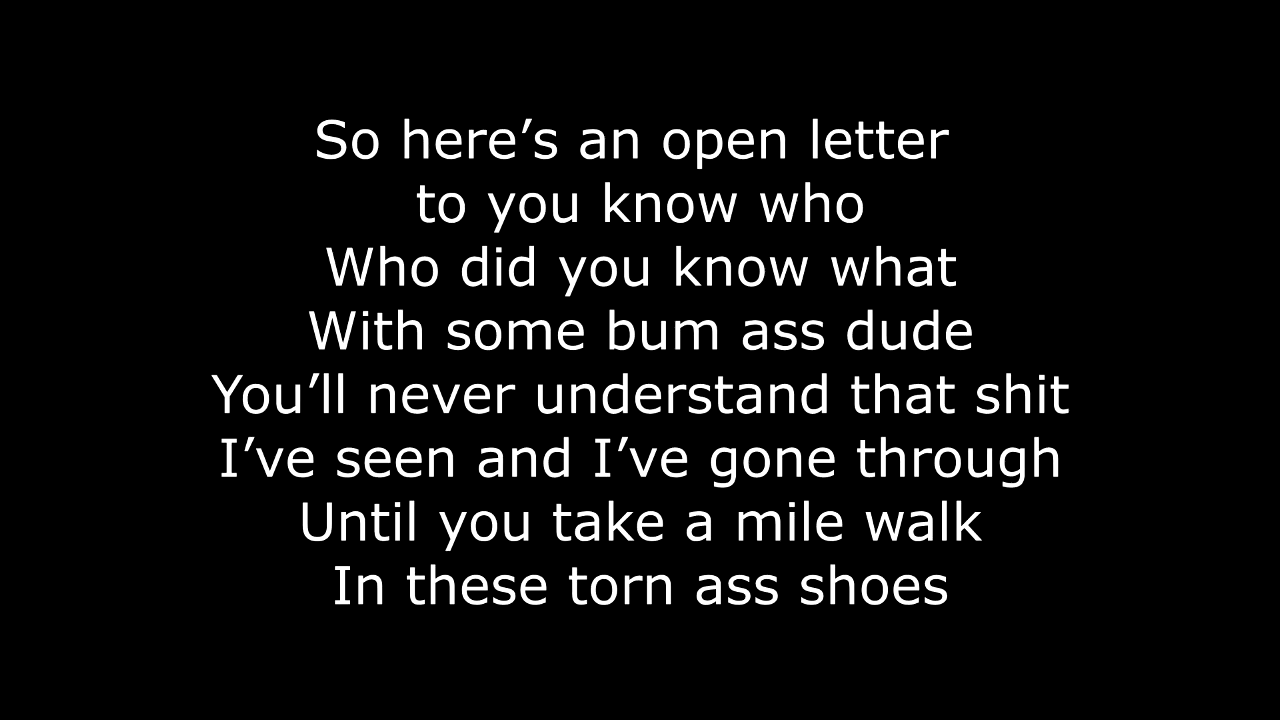 So here’s an open letter
to you know who
Who did you know what
With some bum ass dude
You’ll never understand that shit
I’ve seen and I’ve gone through
Until you take a mile walk
In these torn ass shoes